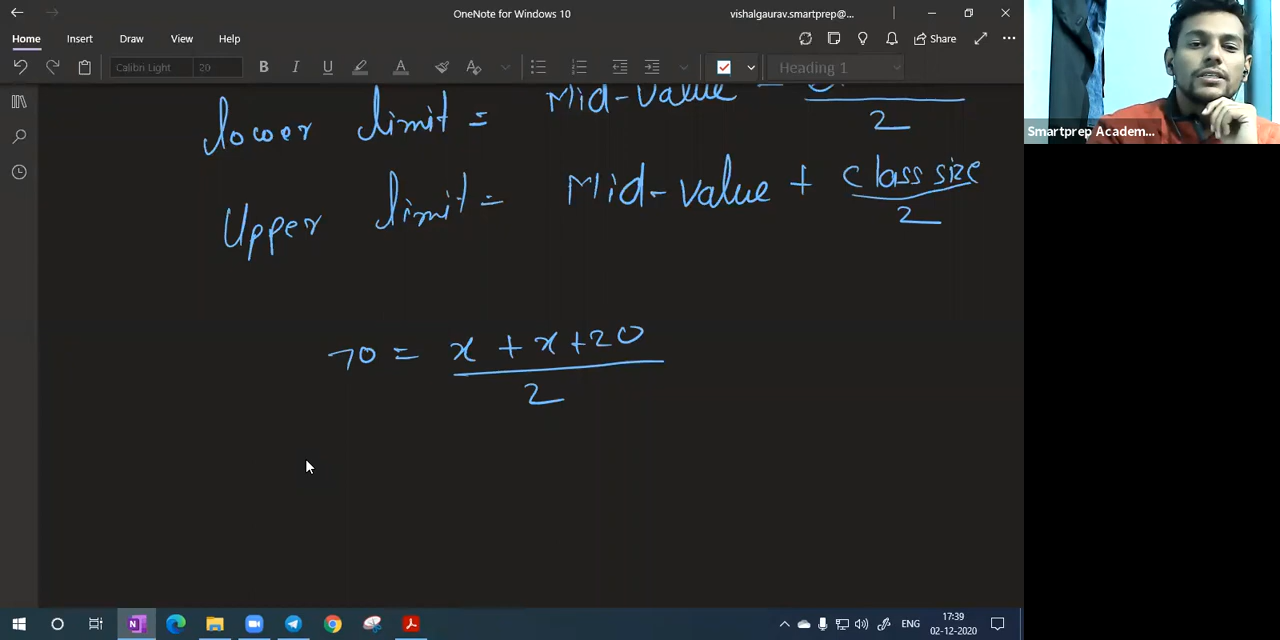 OneNote for Windows 10
vishalgaurav.smartprep@...
Home Insert Draw View Help
Share
Calibri Light 20 B I U A Heading 1
lower limit = Mid-value -
2
Upper limit = Mid-value + class size
2
70 = x + x + 20
2
Smartprep Academ...
ENG
17:39
02-12-2020